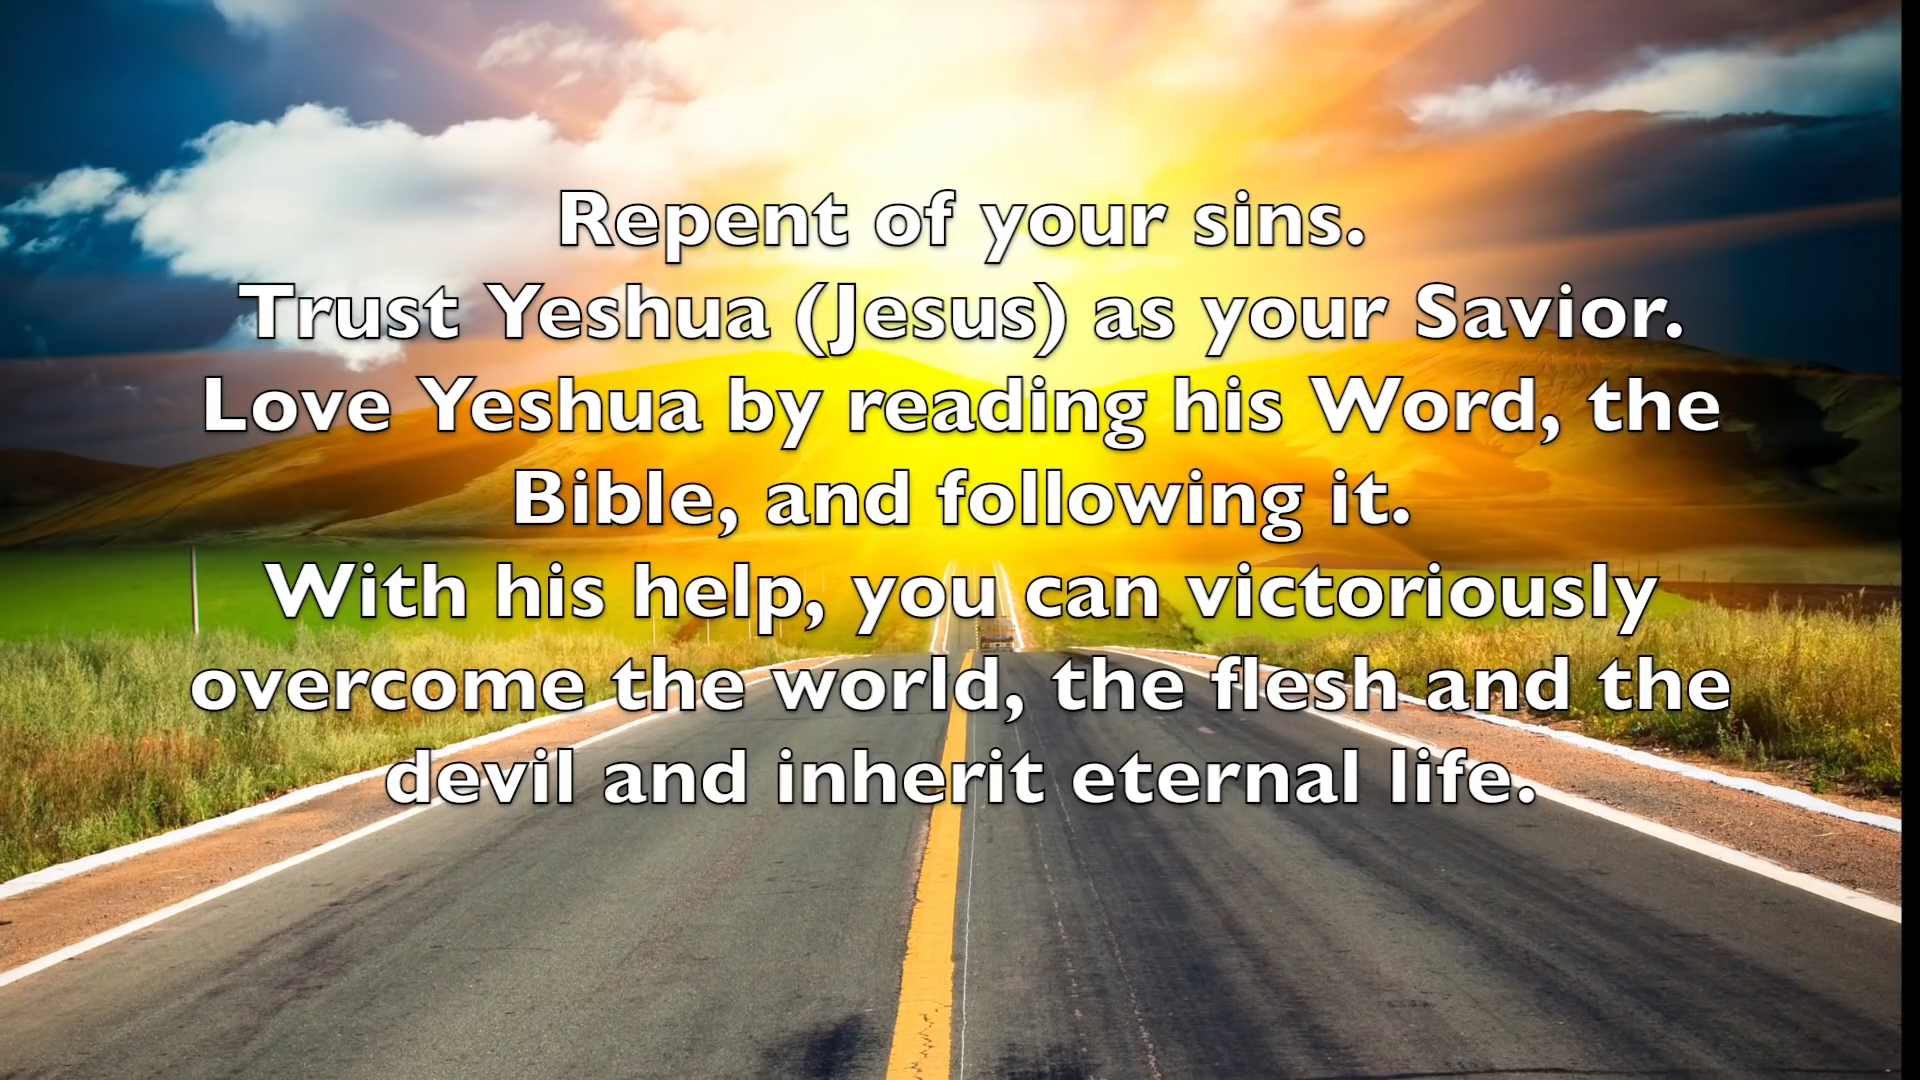 Repent of your sins.
Trust Yeshua (Jesus) as your Savior.
Love Yeshua by reading his Word, the
Bible, and following it.
With his help, you can victoriously
overcome the world, the flesh and the
devil and inherit eternal life.